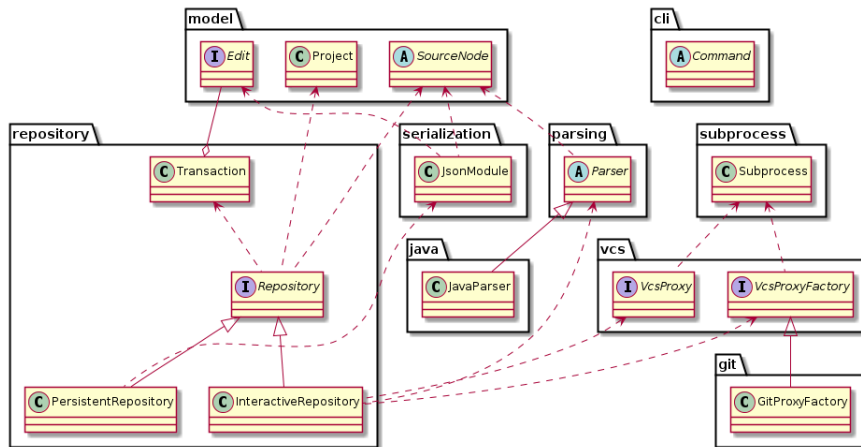 model
cli
I Edit
C Project
A SourceNode
A Command
repository
serialization
parsing
subprocess
C Transaction
C JsonModule
A Parser
C Subprocess
java
vcs
I Repository
C JavaParser
I VcsProxy
I VcsProxyFactory
git
C PersistentRepository
C InteractiveRepository
C GitProxyFactory